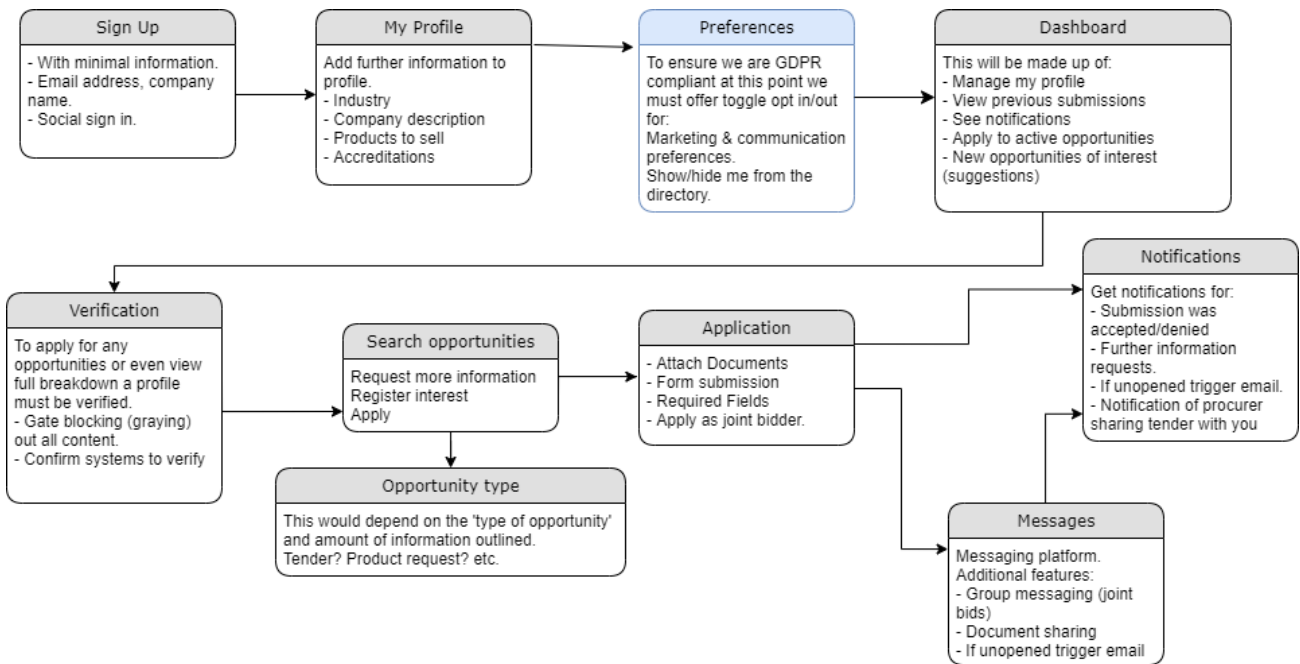 Sign Up
- With minimal information.
- Email address, company
name.
- Social sign in.
My Profile
Add further information to
profile.
- Industry
- Company description
- Products to sell
- Accreditations
Preferences
To ensure we are GDPR
compliant at this point we
must offer toggle opt in/out
for:
Marketing & communication
preferences.
Show/hide me from the
directory.
Dashboard
This will be made up of:
- Manage my profile
- View previous submissions
- See notifications
- Apply to active opportunities
- New opportunities of interest
(suggestions)
Verification
To apply for any
opportunities or even view
full breakdown a profile
must be verified.
- Gate blocking (graying)
out all content.
- Confirm systems to verify
Search opportunities
Request more information
Register interest
Apply
Opportunity type
This would depend on the 'type of opportunity'
and amount of information outlined.
Tender? Product request? etc.
Application
- Attach Documents
- Form submission
- Required Fields
- Apply as joint bidder.
Notifications
Get notifications for:
- Submission was
accepted/denied
- Further information
requests.
- If unopened trigger email.
- Notification of procurer
sharing tender with you
Messages
Messaging platform.
Additional features:
- Group messaging (joint
bids)
- Document sharing
- If unopened trigger email